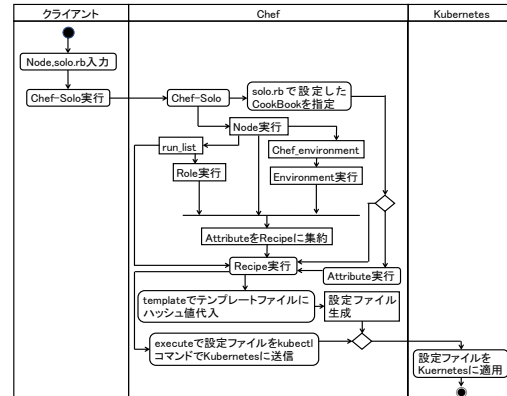 クライアント
Chef
Kubernetes
Node,solo.rb入力
Chef-Solo実行
Chef-Solo
solo.rbで設定した
CookBookを指定
Node実行
run_list
Chef_environment
Role実行
Environment実行
AttributeをRecipeに集約
Recipe実行
Attribute実行
templateでテンプレートファイルに
ハッシュ値代入
設定ファイル
生成
executeで設定ファイルをkubectl
コマンドでKubernetesに送信
設定ファイルを
Kuernetesに適用